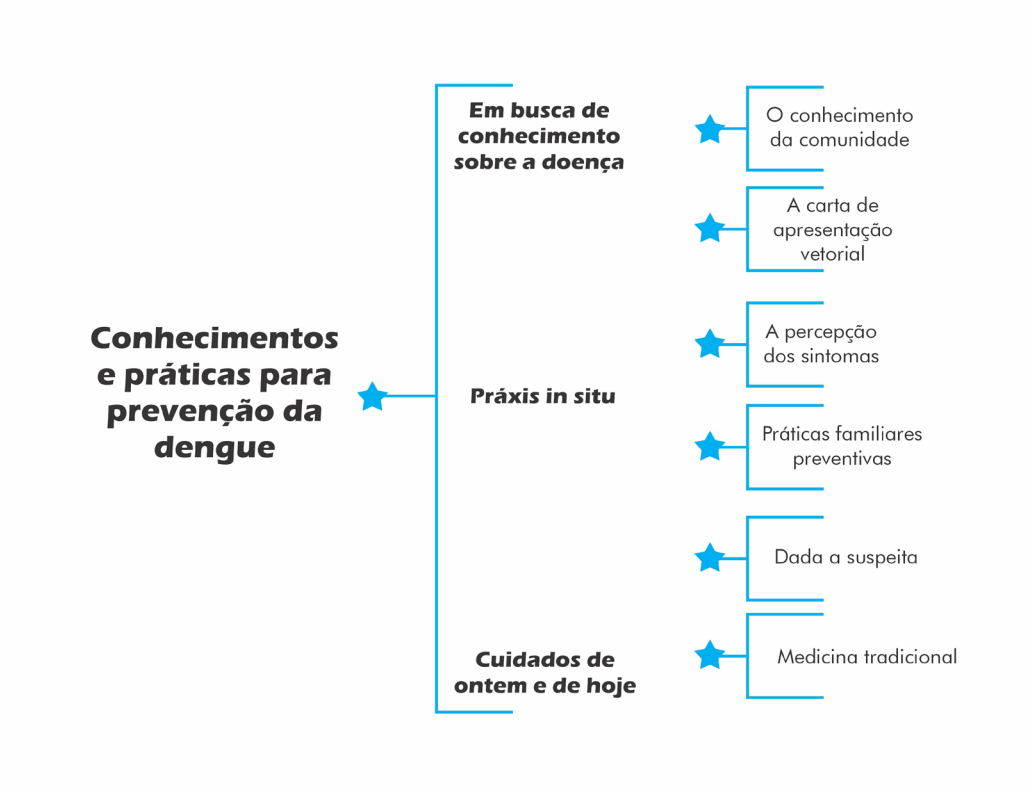 Conhecimentos
e práticas para
prevenção da
dengue
Em busca de
conhecimento
sobre a doença
O conhecimento
da comunidade
A carta de
apresentação
vetorial
Práxis in situ
A percepção
dos sintomas
Práticas familiares
preventivas
Cuidados de
ontem e de hoje
Dada a suspeita
Medicina tradicional